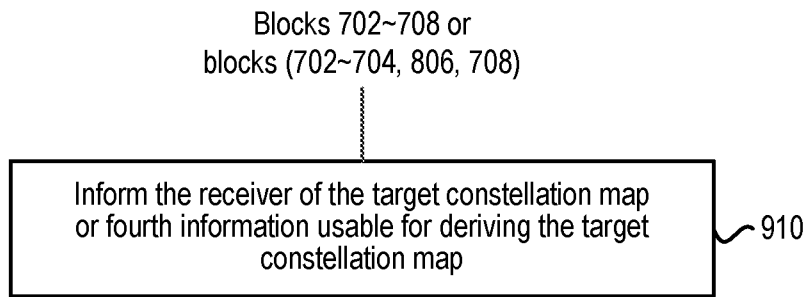 Blocks 702~708 or
blocks (702~704, 806, 708)
Inform the receiver of the target constellation map
or fourth information usable for deriving the target
constellation map
910